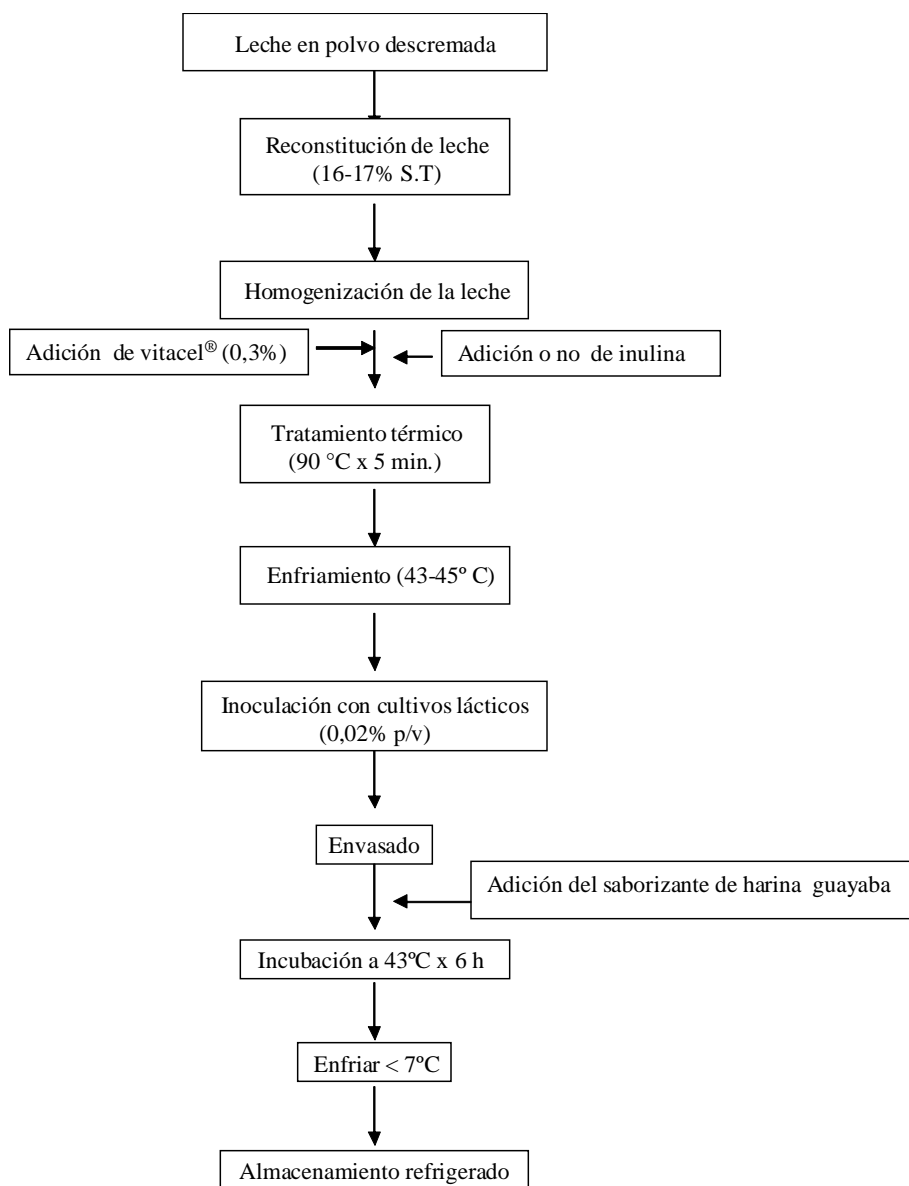 Leche en polvo descremada
Reconstitución de leche
(16-17% S.T)
Homogenización de la leche
Adición de vitacel® (0,3%)
Adición o no de inulina
Tratamiento térmico
(90 °C x 5 min.)
Enfriamiento (43-45º C)
Inoculación con cultivos lácticos
(0,02% p/v)
Envasado
Adición del saborizante de harina guayaba
Incubación a 43ºC x 6 h
Enfriar < 7ºC
Almacenamiento refrigerado